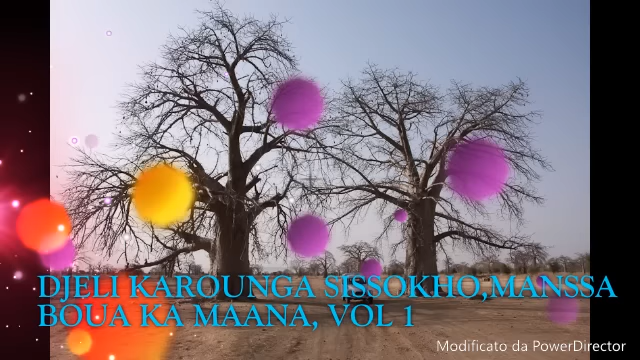 DJELI KAROUNGA SISSOKHO,MANSSA
BOUA KA MAANA, VOL 1
Modificato da PowerDirector